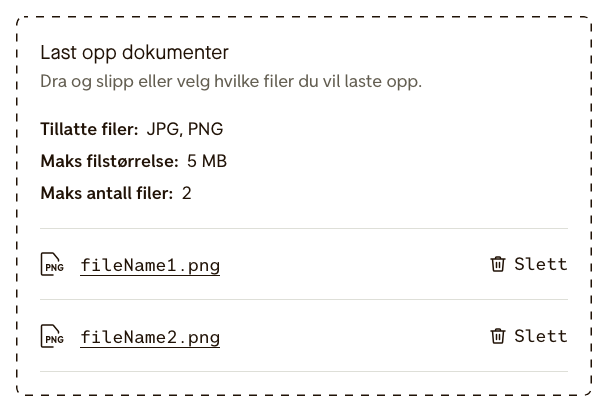 Last opp dokumenter
Dra og slipp eller velg hvilke filer du vil laste opp.
Tillatte filer: JPG, PNG
Maks filstørrelse: 5 MB
Maks antall filer: 2
PNG fileName1.png Slett
PNG fileName2.png Slett